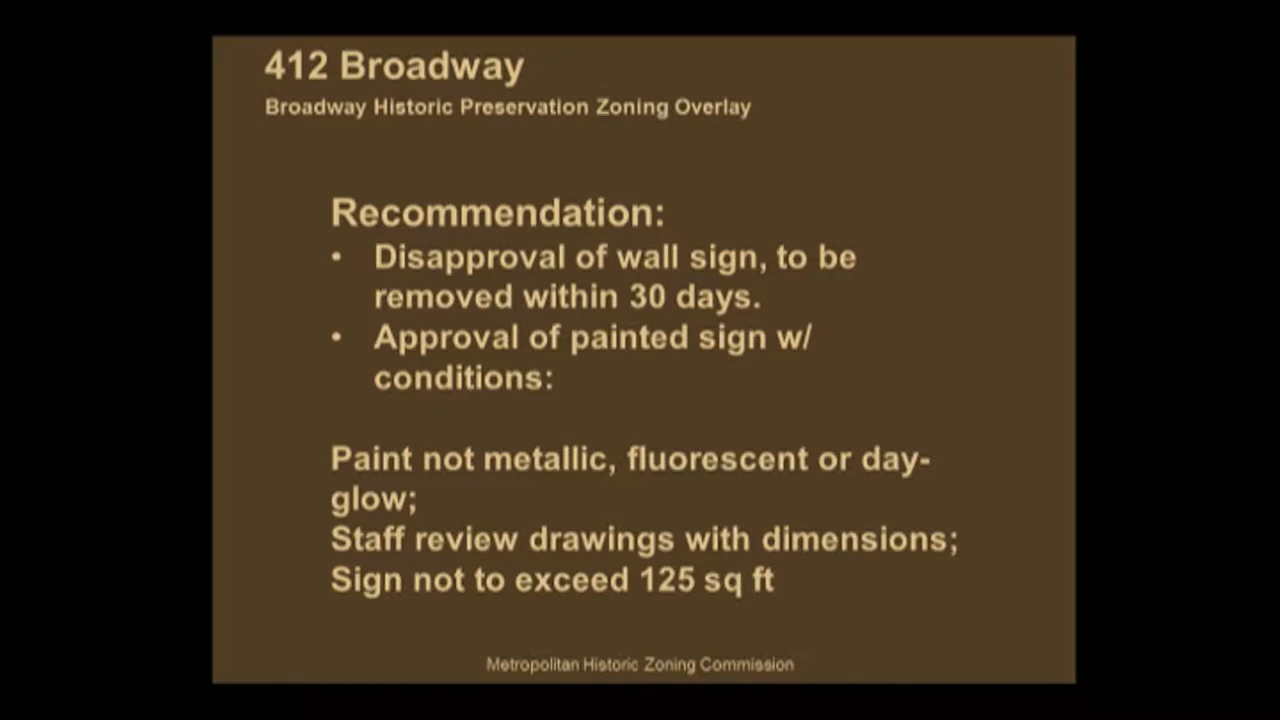 412 Broadway
Broadway Historic Preservation Zoning Overlay
Recommendation:
• Disapproval of wall sign, to be
removed within 30 days.
• Approval of painted sign w/
conditions:
Paint not metallic, fluorescent or day-
glow;
Staff review drawings with dimensions;
Sign not to exceed 125 sq ft
Metropolitan Historic Zoning Commission